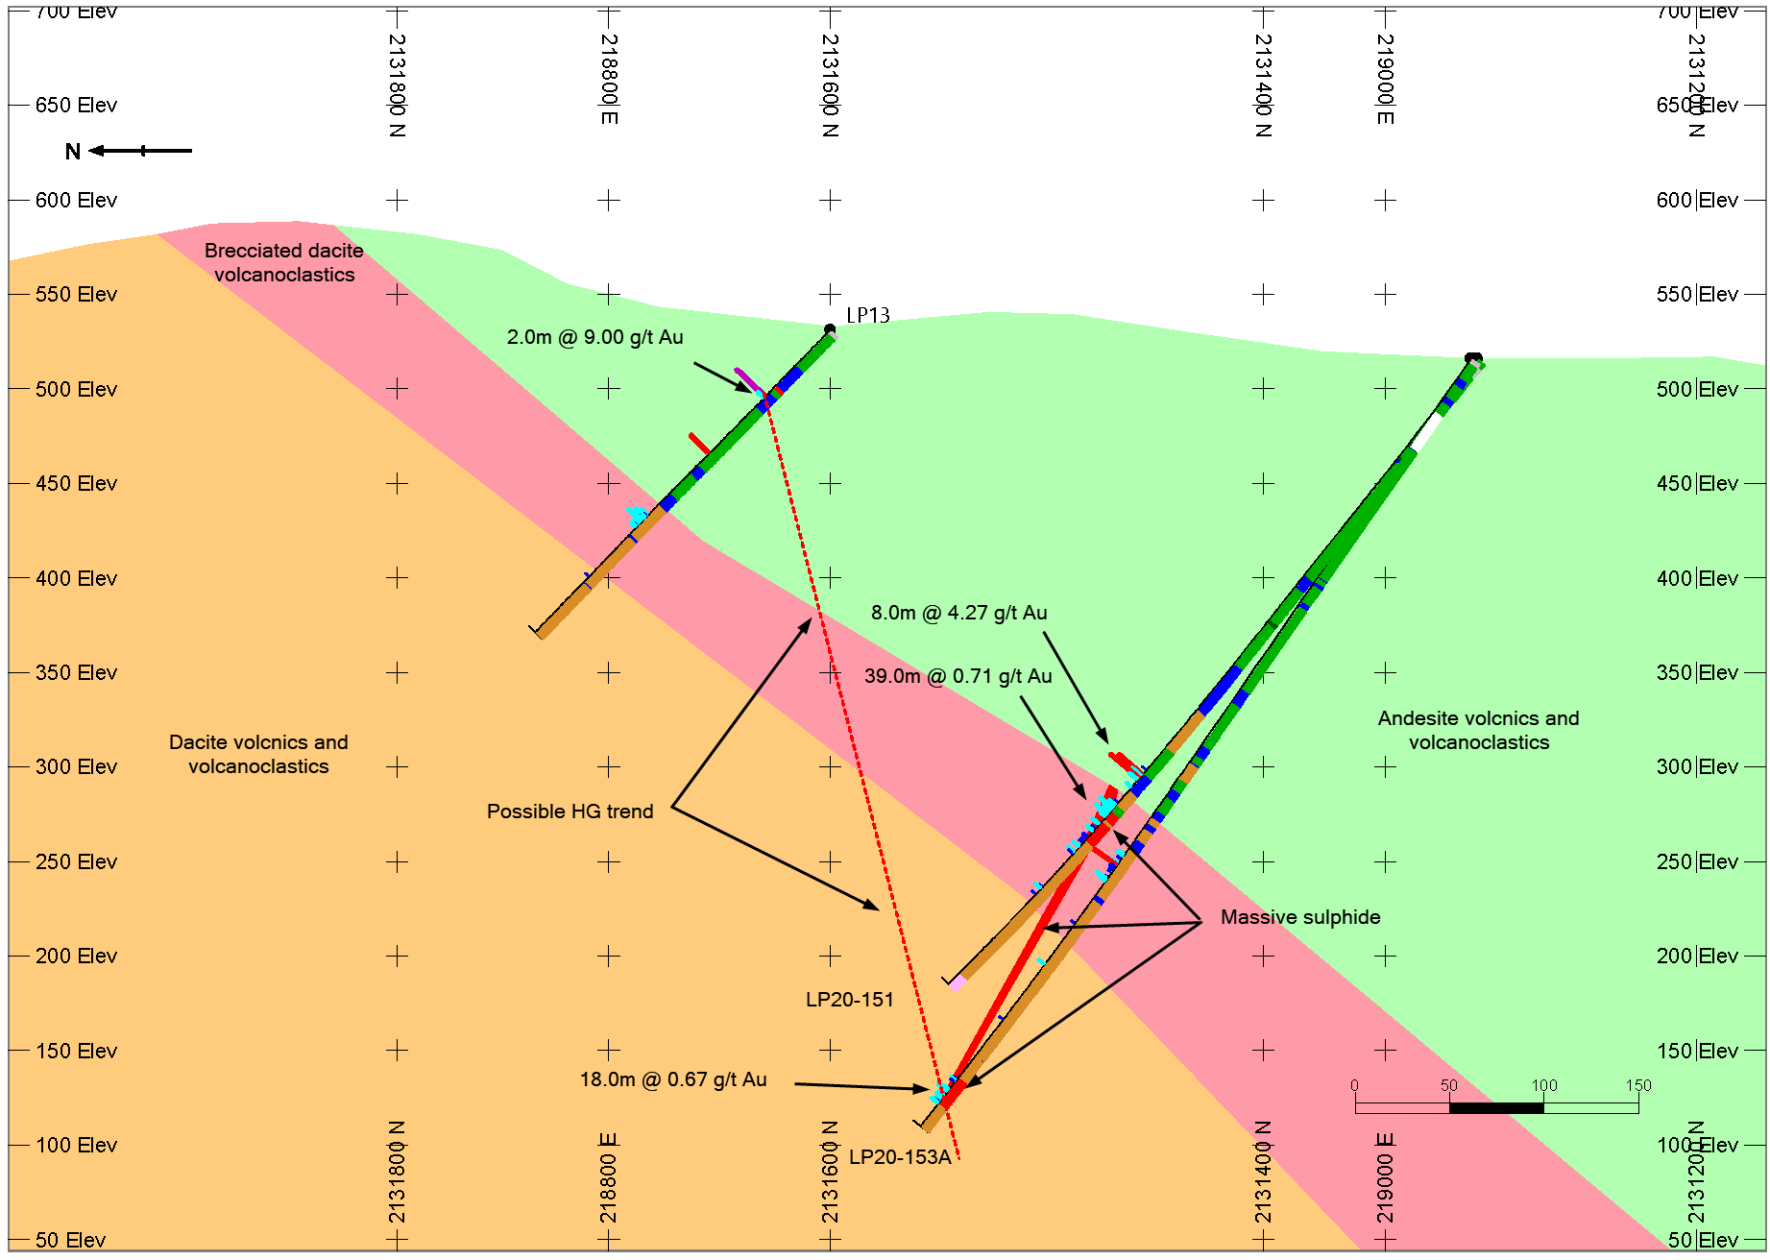 700 Elev
700 Elev
2131800 N
218800 E
2131600 N
2131400 N
219000 E
2131200 N
650 Elev
650 Elev
N
600 Elev
600 Elev
Brecciated dacite
volcanoclastics
550 Elev
550 Elev
LP13
2.0m @ 9.00 g/t Au
500 Elev
500 Elev
450 Elev
450 Elev
400 Elev
400 Elev
8.0m @ 4.27 g/t Au
350 Elev
39.0m @ 0.71 g/t Au
350 Elev
Dacite volcnics and
volcanoclastics
Andesite volcnics and
volcanoclastics
300 Elev
300 Elev
Possible HG trend
250 Elev
250 Elev
Massive sulphide
200 Elev
200 Elev
LP20-151
150 Elev
150 Elev
18.0m @ 0.67 g/t Au
0 50 100 150
100 Elev
100 Elev
LP20-153A
2131800 N
218800 E
2131600 N
2131400 N
219000 E
2131200 N
50 Elev
50 Elev